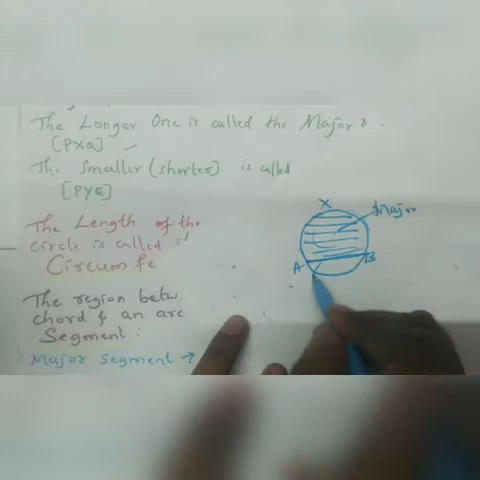 The Longer One is called the Major
[PXQ]
The Smaller (shorter) is called
[PYQ]
The Length of the
circle is called it
Circumfe
The region betw
chord & an arc
Segment:
Major Segment →
X
Major
A
B